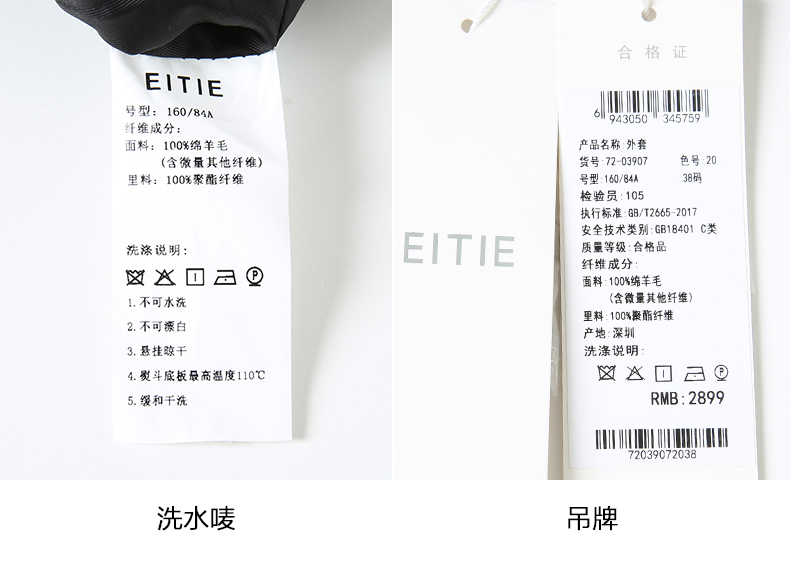 EITIE
号型：160/84A
纤维成分：
面料：100%绵羊毛
(含微量其他纤维)
里料：100%聚酯纤维
洗涤说明：
1.不可水洗
2.不可漂白
3.悬挂晾干
4.熨斗底板最高温度110℃
5.缓和干洗
EITIE
合格证
6 943050 345759
产品名称:外套
货号:72-03907 色号:20
号型:160/84A 38码
检验员:105
执行标准:GB/T2665-2017
安全技术类别:GB18401 C类
质量等级:合格品
纤维成分:
面料:100%绵羊毛
(含微量其他纤维)
里料:100%聚酯纤维
产地:深圳
洗涤说明:
RMB:2899
72039072038
洗水唛
吊牌